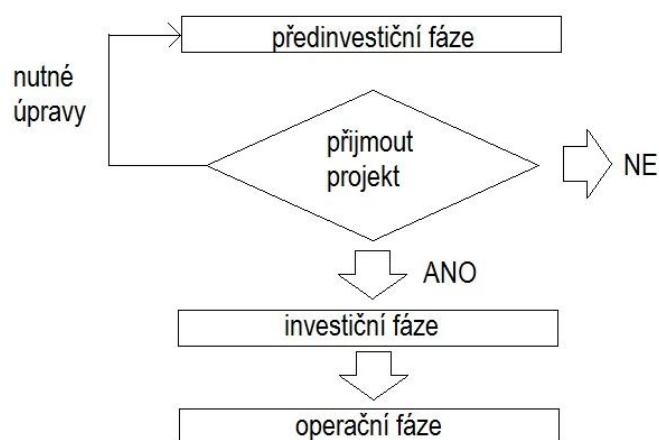 předinvestiční fáze
nutné
úpravy
přijmout
projekt
NE
ANO
investiční fáze
operační fáze